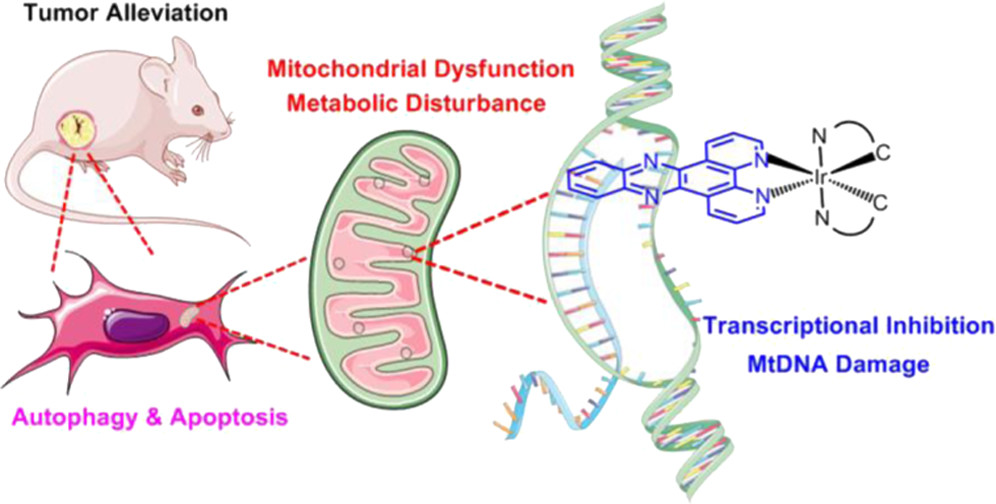 Tumor Alleviation
Mitochondrial Dysfunction
Metabolic Disturbance
N
N
N
N
Ir
N
C
C
N
Transcriptional Inhibition
MtDNA Damage
Autophagy & Apoptosis